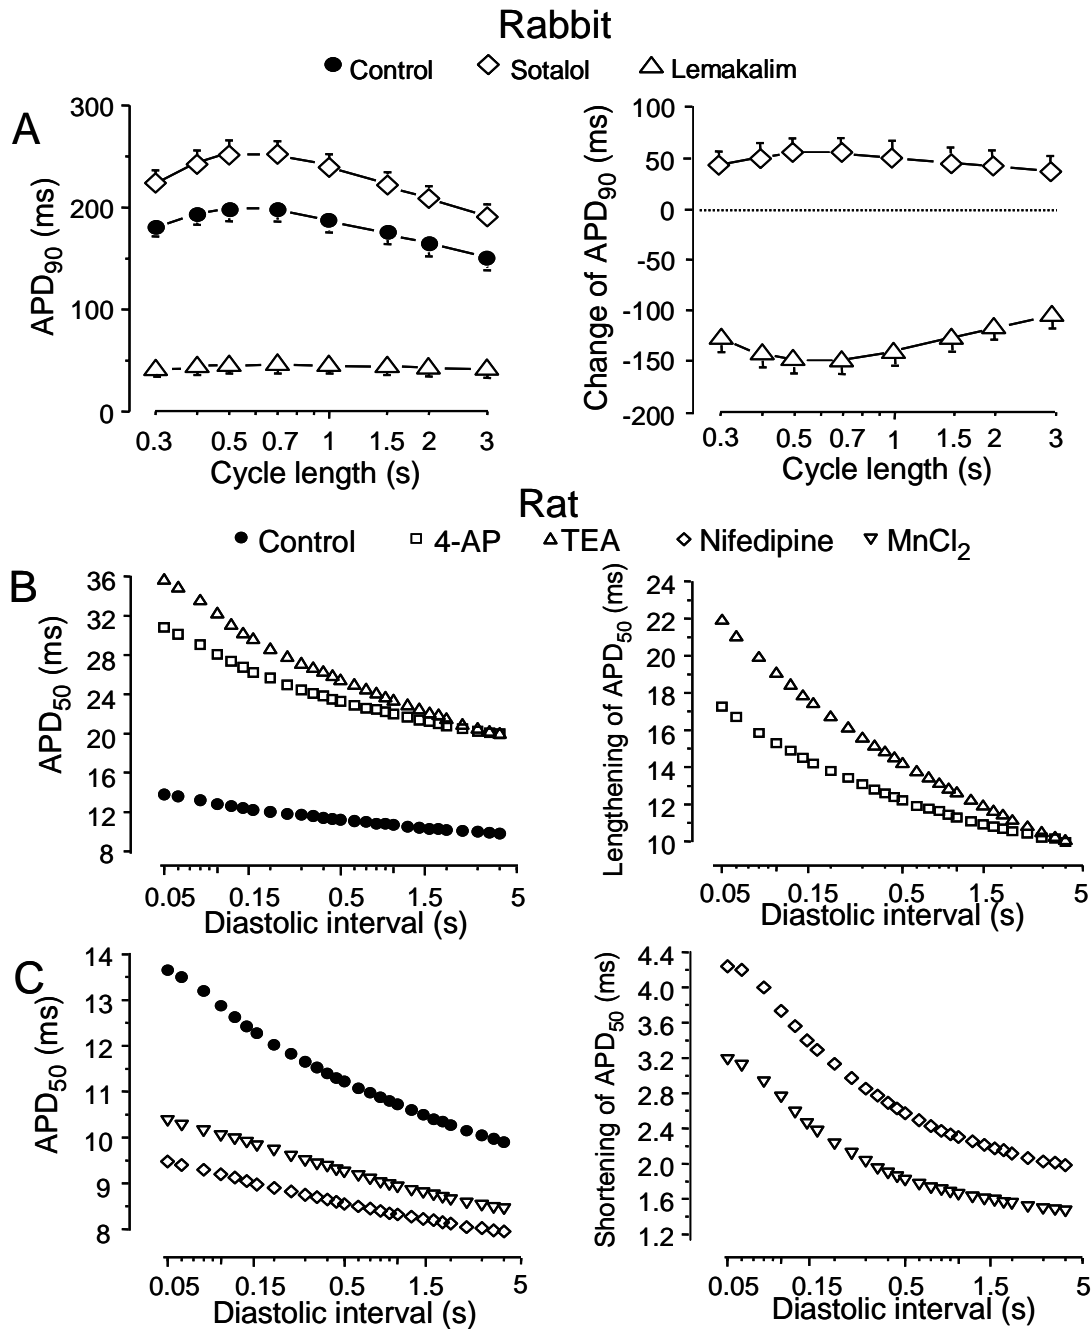 Rabbit
Control Sotalol Lemakalim
A
APD90 (ms)
300
200
100
0
0.3 0.5 0.7 1 1.5 2 3
Cycle length (s)
Change of APD90 (ms)
100
50
0
-50
-100
-150
-200
0.3 0.5 0.7 1 1.5 2 3
Cycle length (s)
Rat
Control 4-AP TEA Nifedipine MnCl2
B
APD50 (ms)
36
32
28
24
20
16
12
8
0.05 0.15 0.5 1.5 5
Diastolic interval (s)
Lengthening of APD50 (ms)
24
22
20
18
16
14
12
10
0.05 0.15 0.5 1.5 5
Diastolic interval (s)
C
APD50 (ms)
14
13
12
11
10
9
8
0.05 0.15 0.5 1.5 5
Diastolic interval (s)
Shortening of APD50 (ms)
4.4
4.0
3.6
3.2
2.8
2.4
2.0
1.6
1.2
0.05 0.15 0.5 1.5 5
Diastolic interval (s)